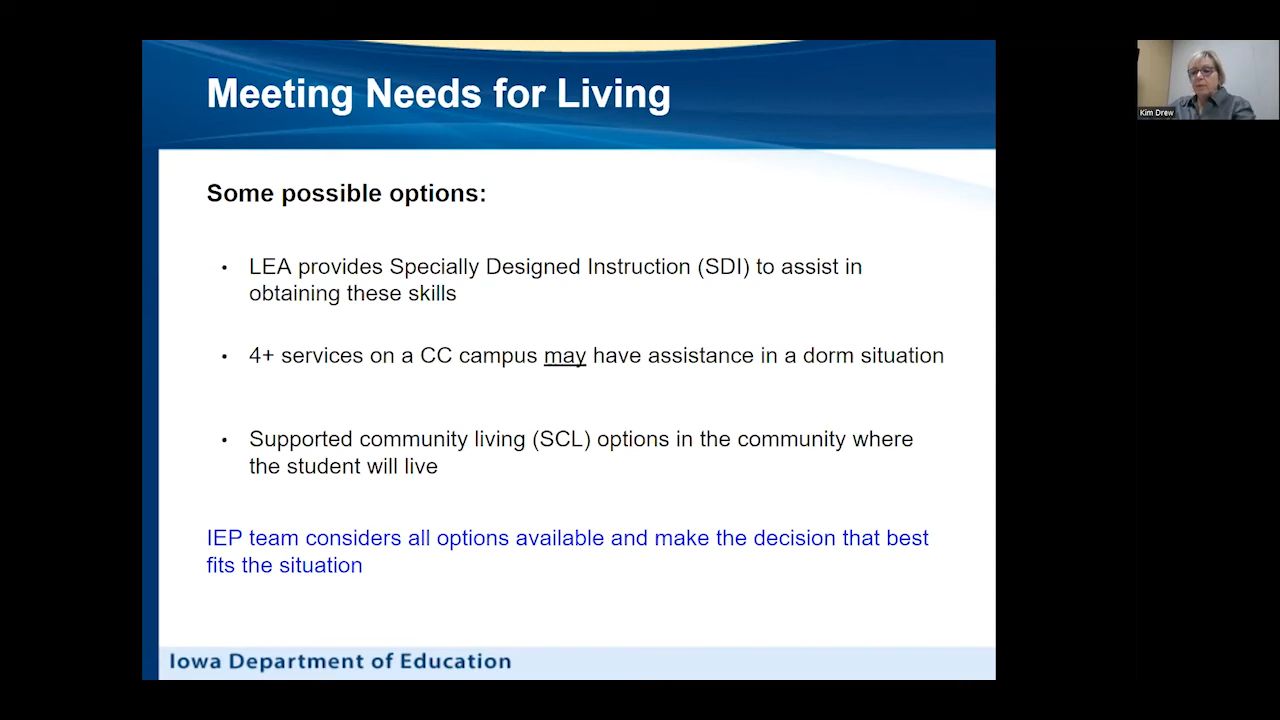 Meeting Needs for Living
Kim Drew
Some possible options:
• LEA provides Specially Designed Instruction (SDI) to assist in
obtaining these skills
• 4+ services on a CC campus may have assistance in a dorm situation
• Supported community living (SCL) options in the community where
the student will live
IEP team considers all options available and make the decision that best
fits the situation
Iowa Department of Education